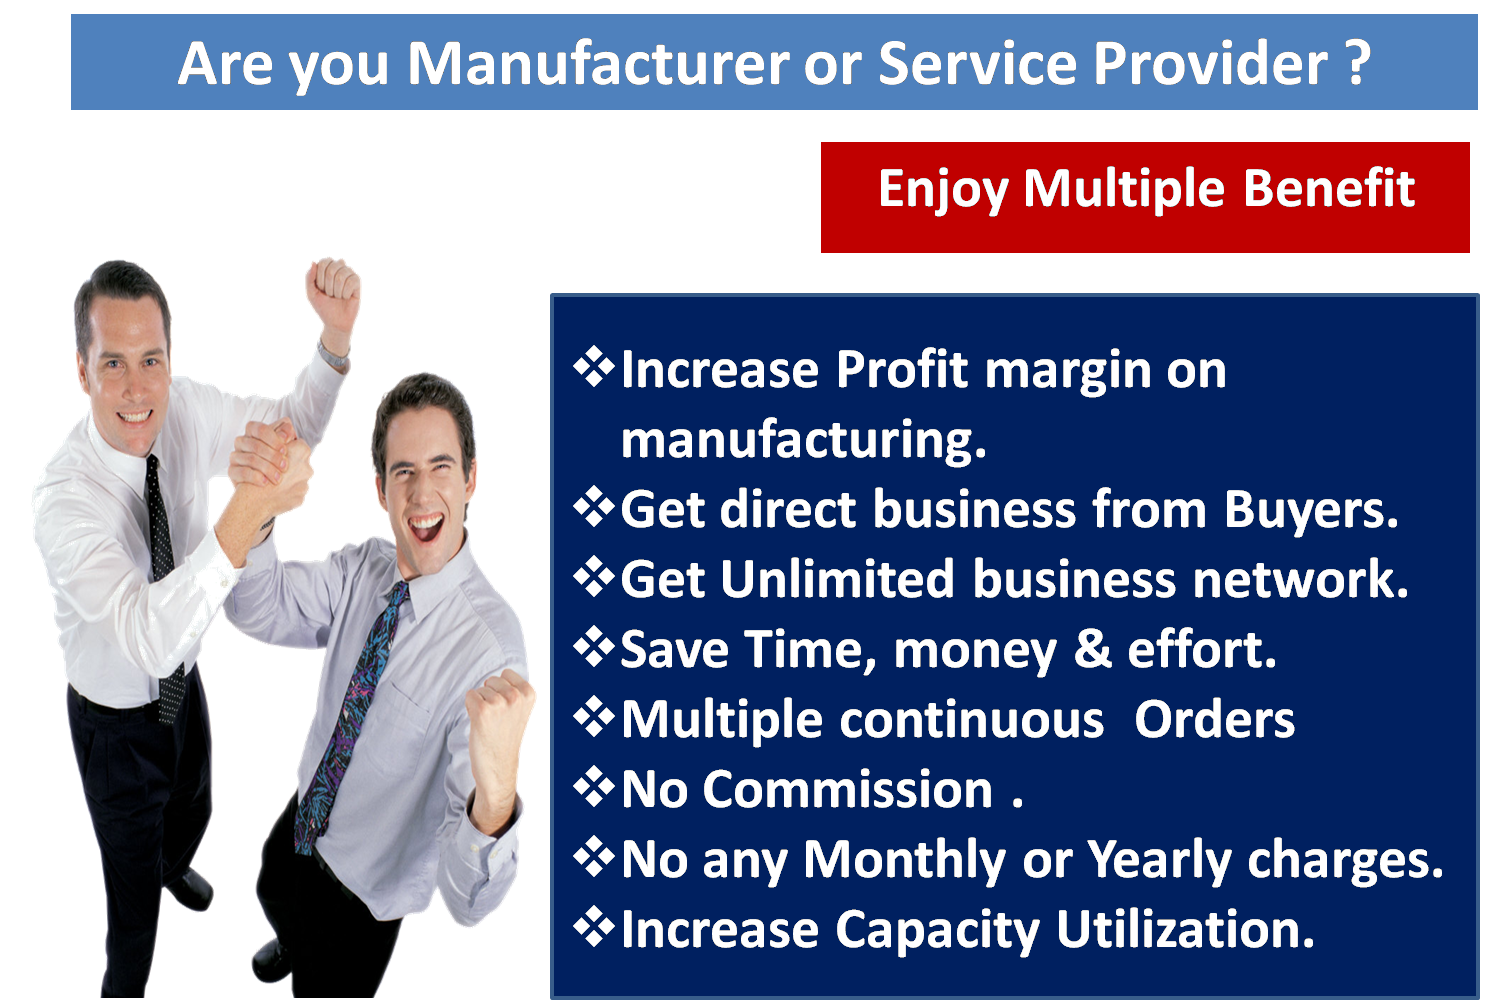 Are you Manufacturer or Service Provider ?
Enjoy Multiple Benefit
❖Increase Profit margin on
manufacturing.
❖Get direct business from Buyers.
❖Get Unlimited business network.
❖Save Time, money & effort.
❖Multiple continuous  Orders
❖No Commission .
❖No any Monthly or Yearly charges.
❖Increase Capacity Utilization.